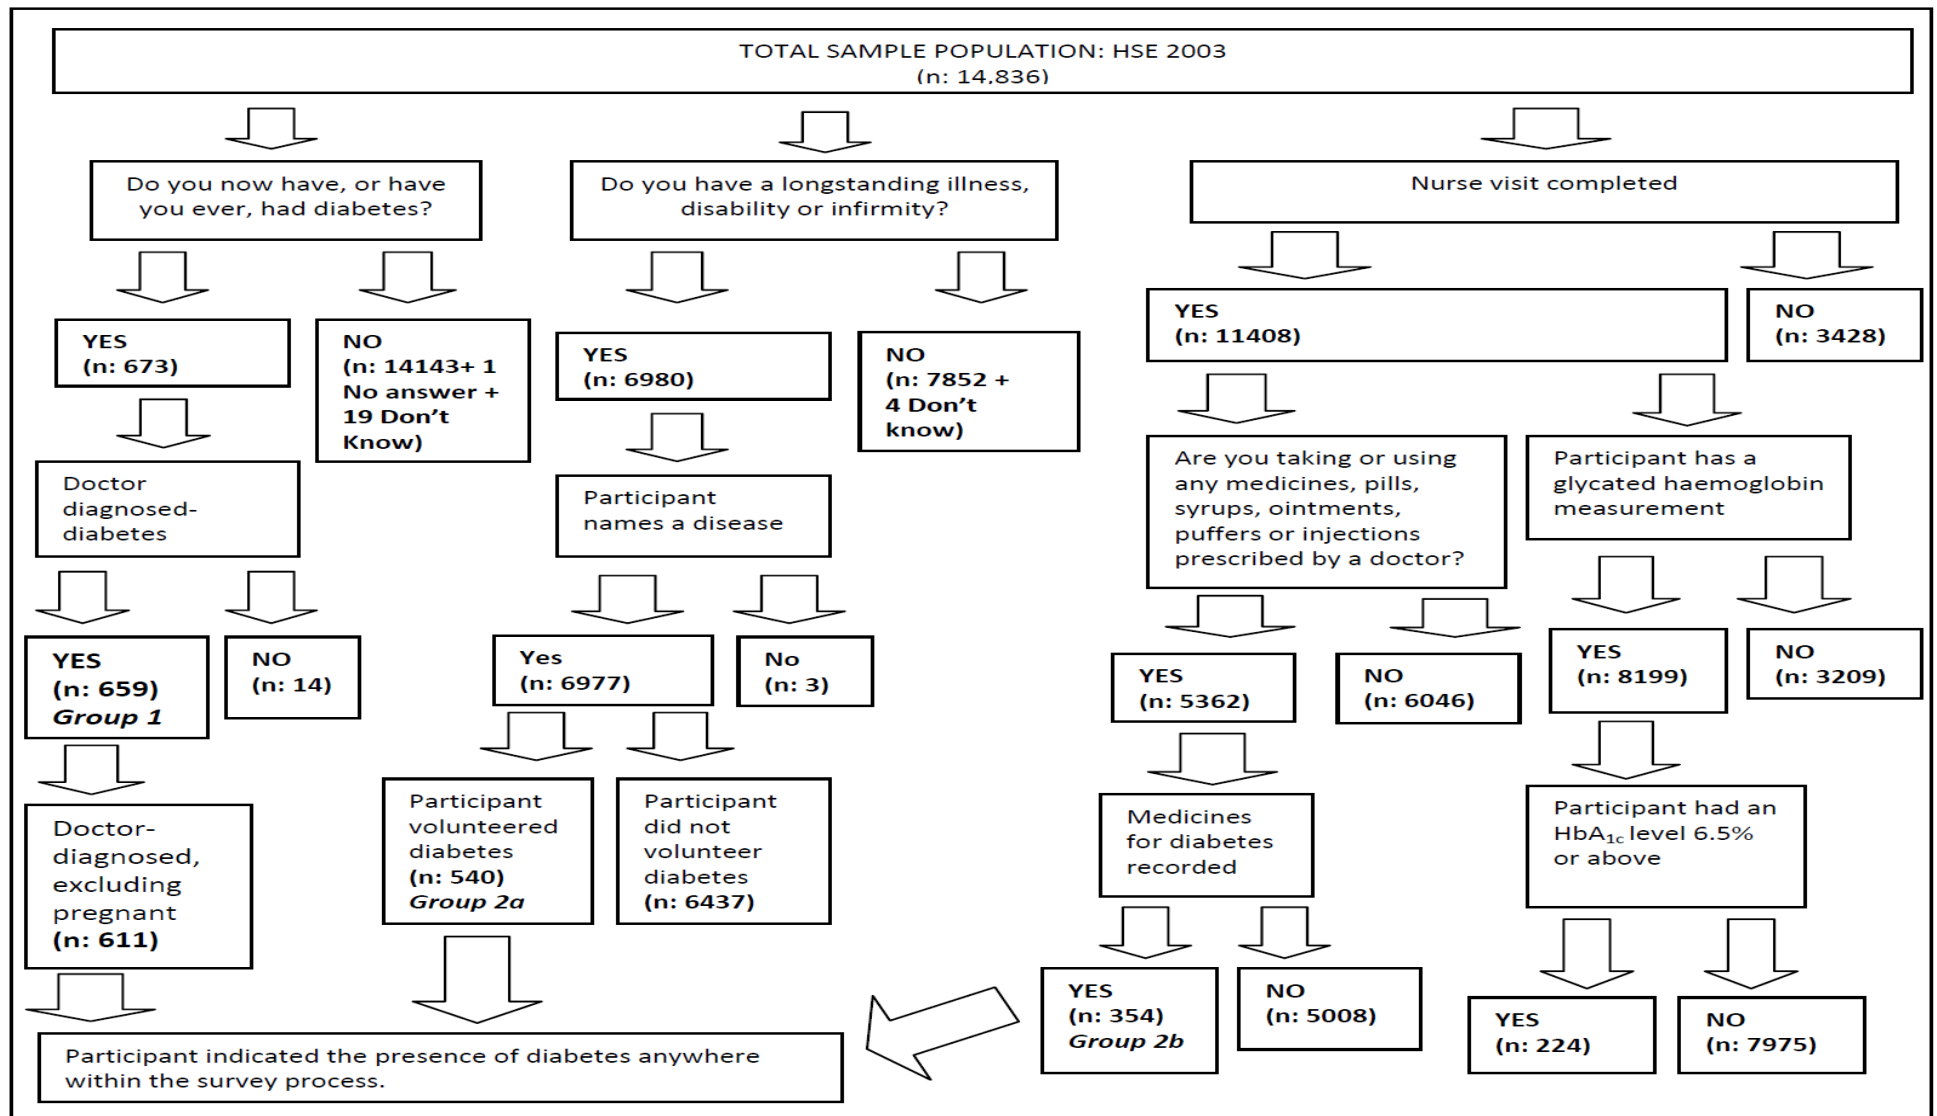 TOTAL SAMPLE POPULATION: HSE 2003
(n: 14,836)
Do you now have, or have
you ever, had diabetes?
Do you have a longstanding illness,
disability or infirmity?
Nurse visit completed
YES
(n: 673)
NO
(n: 14143+ 1
No answer +
19 Don't
Know)
YES
(n: 6980)
NO
(n: 7852 +
4 Don't
know)
YES
(n: 11408)
NO
(n: 3428)
Doctor
diagnosed-
diabetes
Participant
names a disease
Are you taking or using
any medicines, pills,
syrups, ointments,
puffers or injections
prescribed by a doctor?
Participant has a
glycated haemoglobin
measurement
YES
(n: 659)
Group 1
NO
(n: 14)
Yes
(n: 6977)
No
(n: 3)
YES
(n: 5362)
NO
(n: 6046)
YES
(n: 8199)
NO
(n: 3209)
Doctor-
diagnosed,
excluding
pregnant
(n: 611)
Participant
volunteered
diabetes
(n: 540)
Group 2a
Participant
did not
volunteer
diabetes
(n: 6437)
Medicines
for diabetes
recorded
Participant had an
HbA1c level 6.5%
or above
YES
(n: 354)
Group 2b
NO
(n: 5008)
YES
(n: 224)
NO
(n: 7975)
Participant indicated the presence of diabetes anywhere
within the survey process.